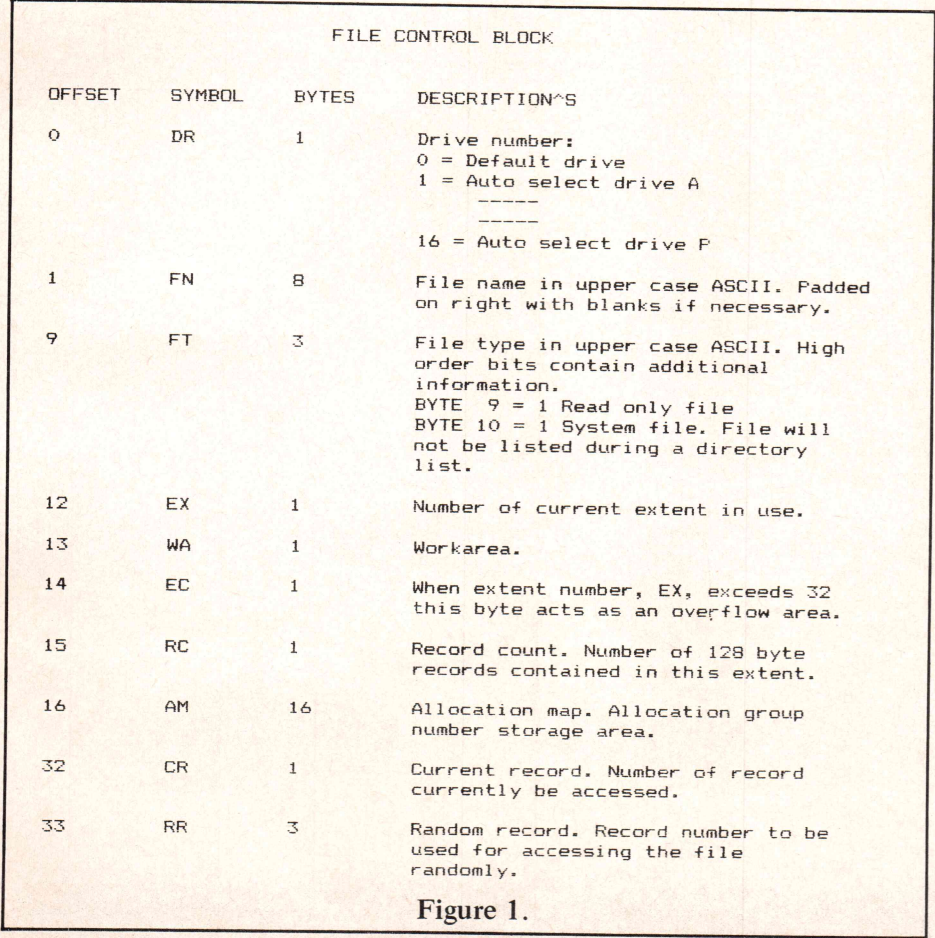 FILE CONTROL BLOCK
OFFSET SYMBOL BYTES DESCRIPTION^S
0 DR 1 Drive number:
0 = Default drive
1 = Auto select drive A
-----
-----
16 = Auto select drive P
1 FN 8 File name in upper case ASCII. Padded
on right with blanks if necessary.
9 FT 3 File type in upper case ASCII. High
order bits contain additional
information.
BYTE 9 = 1 Read only file
BYTE 10 = 1 System file. File will
not be listed during a directory
list.
12 EX 1 Number of current extent in use.
13 WA 1 Workarea.
14 EC 1 When extent number, EX, exceeds 32
this byte acts as an overflow area.
15 RC 1 Record count. Number of 128 byte
records contained in this extent.
16 AM 16 Allocation map. Allocation group
number storage area.
32 CR 1 Current record. Number of record
currently be accessed.
33 RR 3 Random record. Record number to be
used for accessing the file
randomly.
Figure 1.